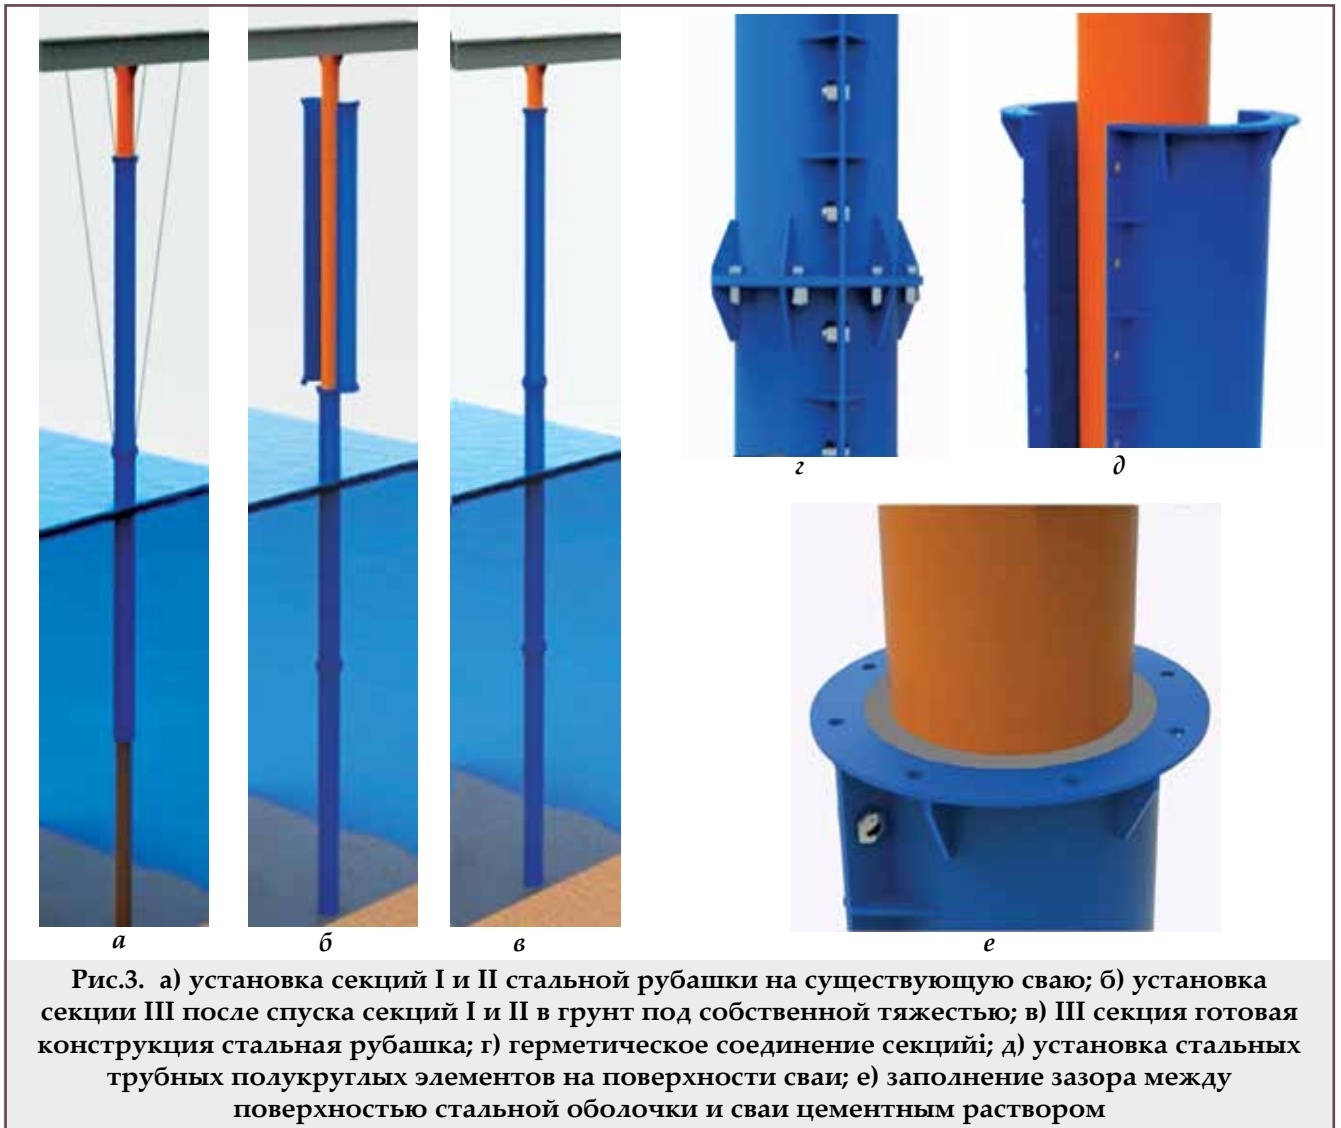 г
д
а
б
в
е
Рис.3. а) установка секций I и II стальной рубашки на существующую сваю; б) установка
секции III после спуска секций I и II в грунт под собственной тяжестью; в) III секция готовая
конструкция стальная рубашка; г) герметическое соединение секцийi; д) установка стальных
трубных полукруглых элементов на поверхности сваи; е) заполнение зазора между
поверхностью стальной оболочки и сваи цементным раствором